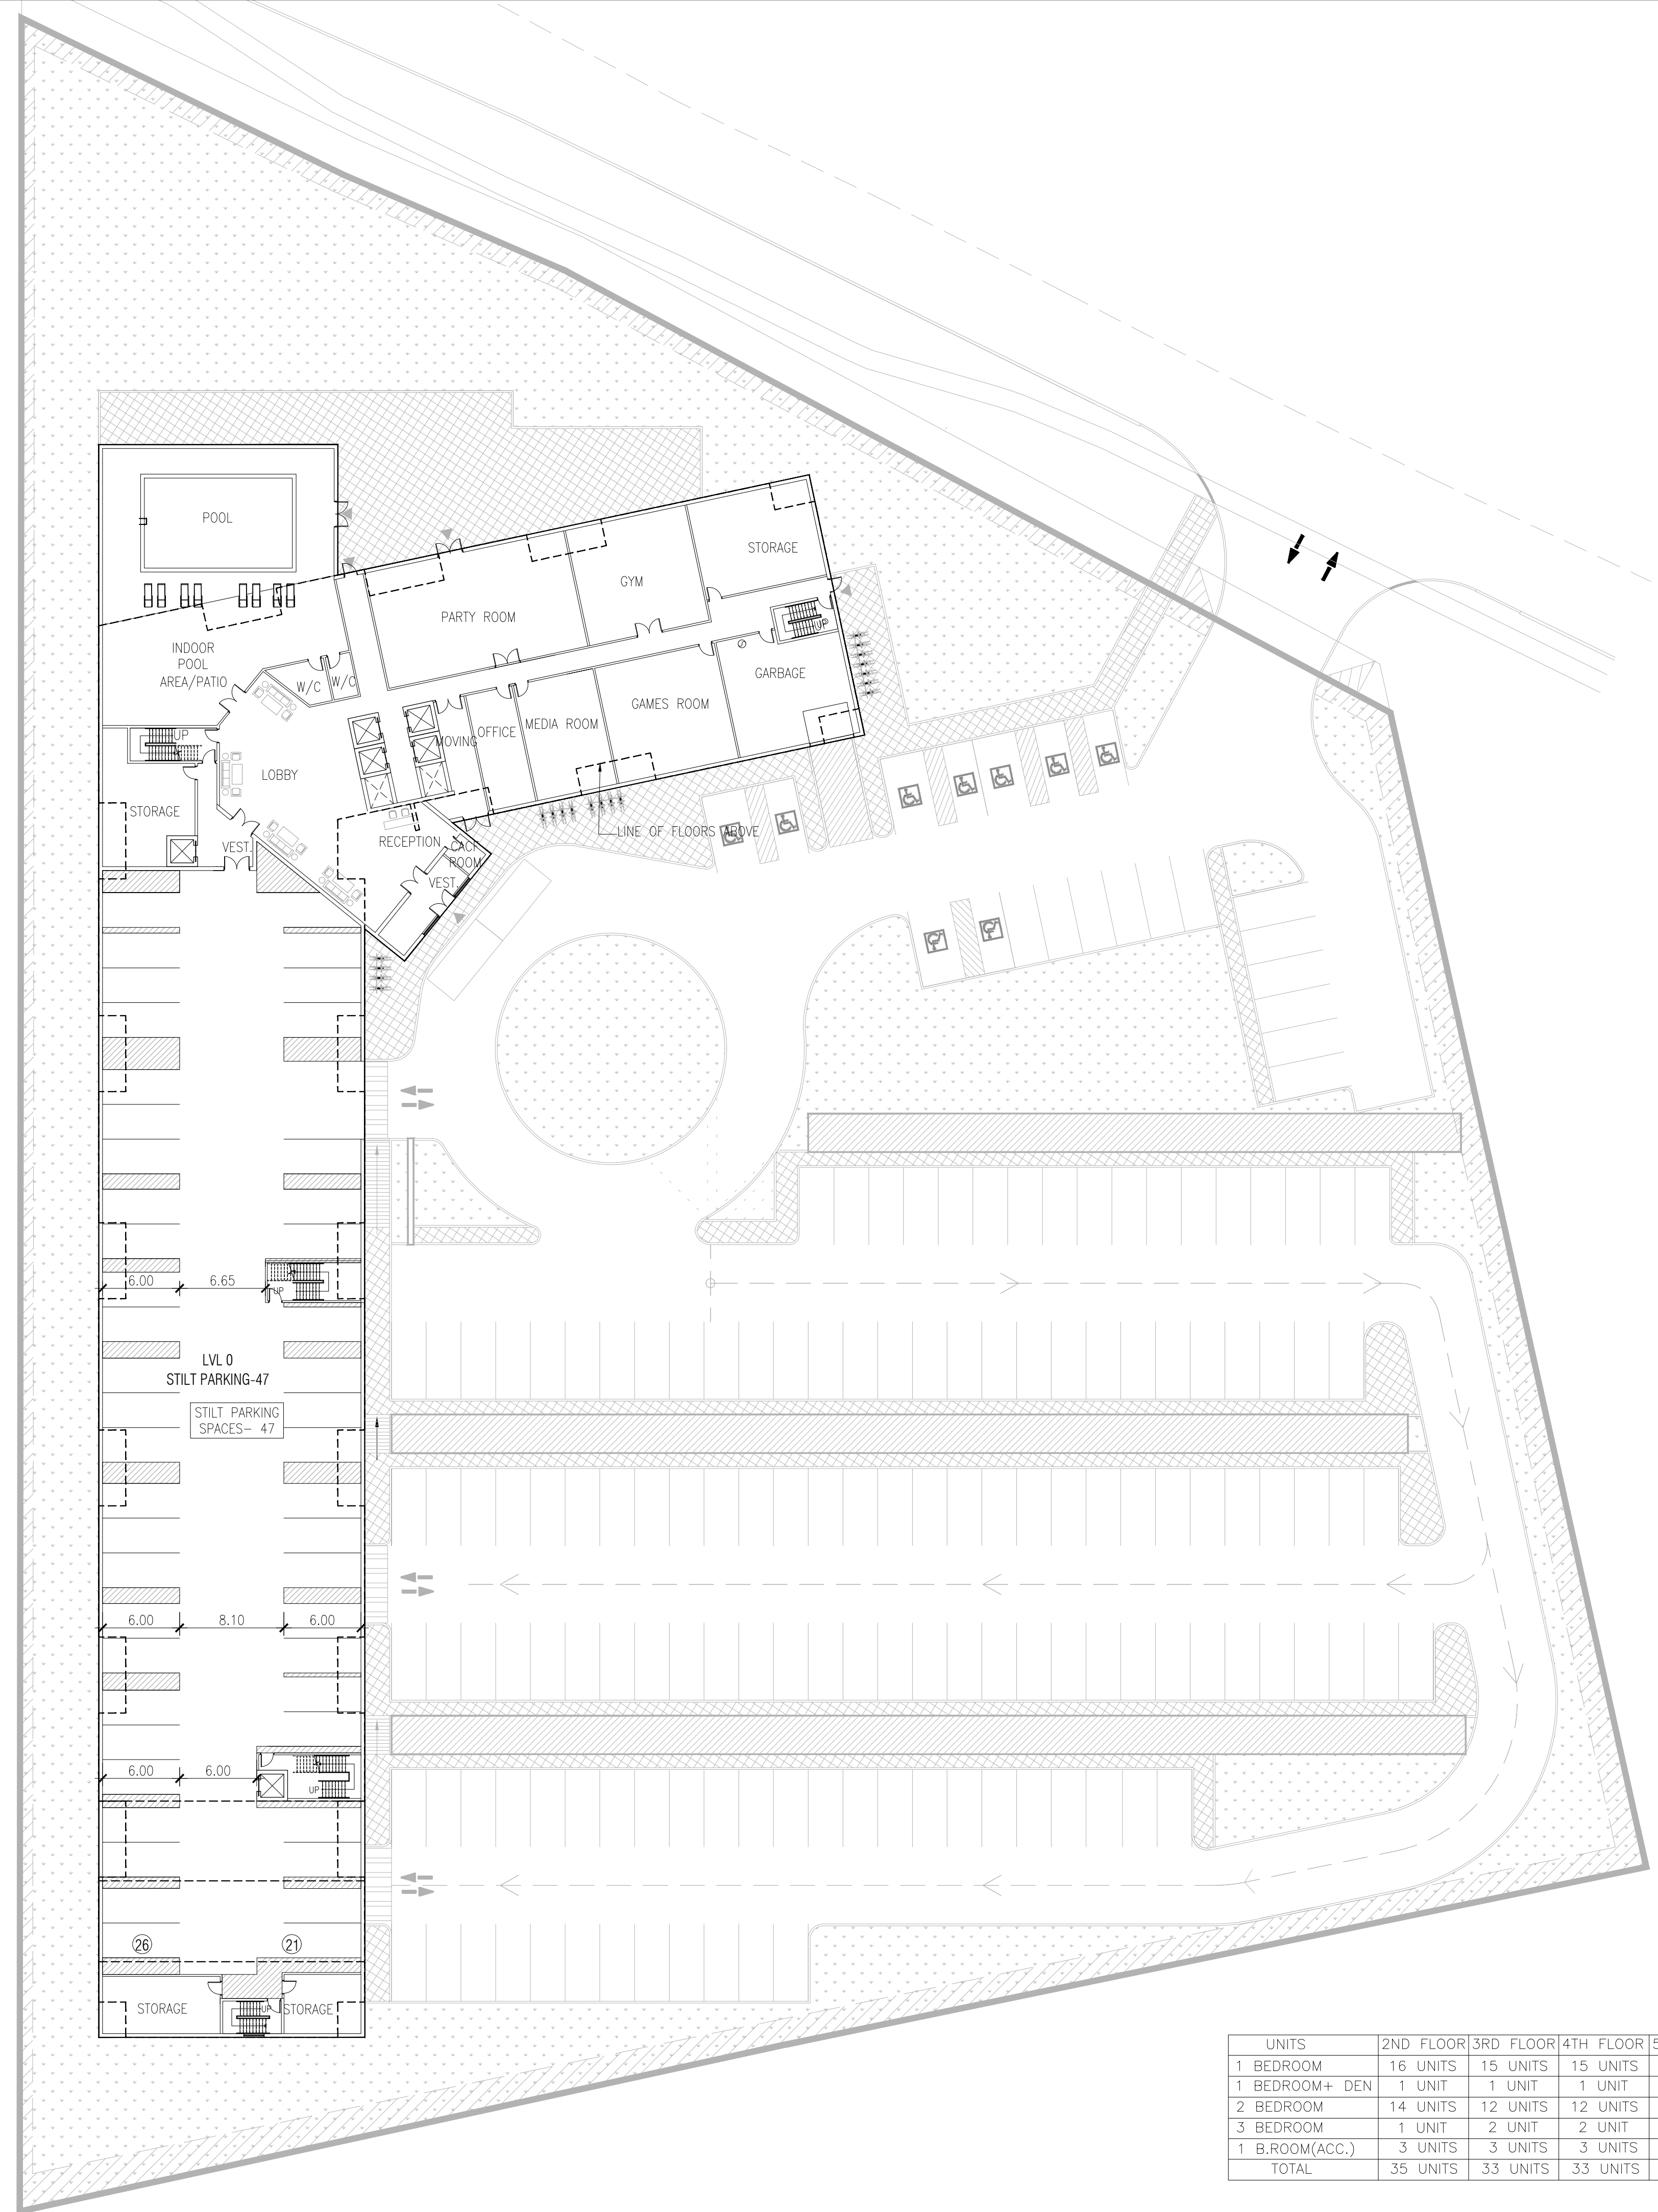 POOL
STORAGE
GYM
PARTY ROOM
UP
INDOOR
POOL
AREA/PATIO
W/C
W/C
GARBAGE
GAMES ROOM
MEDIA ROOM
OFFICE
MOVING
UP
LOBBY
STORAGE
LINE OF FLOORS ABOVE
RECEPTION
VEST.
CACF
ROOM
VEST.
6.00
6.65
UP
LVL 0
STILT PARKING-47
STILT PARKING
SPACES- 47
6.00
8.10
6.00
6.00
6.00
UP
26
21
STORAGE
UP
STORAGE
UNITS 2ND FLOOR 3RD FLOOR 4TH FLOOR 5
1 BEDROOM 16 UNITS 15 UNITS 15 UNITS
1 BEDROOM+ DEN 1 UNIT 1 UNIT 1 UNIT
2 BEDROOM 14 UNITS 12 UNITS 12 UNITS
3 BEDROOM 1 UNIT 2 UNIT 2 UNIT
1 B.ROOM(ACC.) 3 UNITS 3 UNITS 3 UNITS
TOTAL 35 UNITS 33 UNITS 33 UNITS